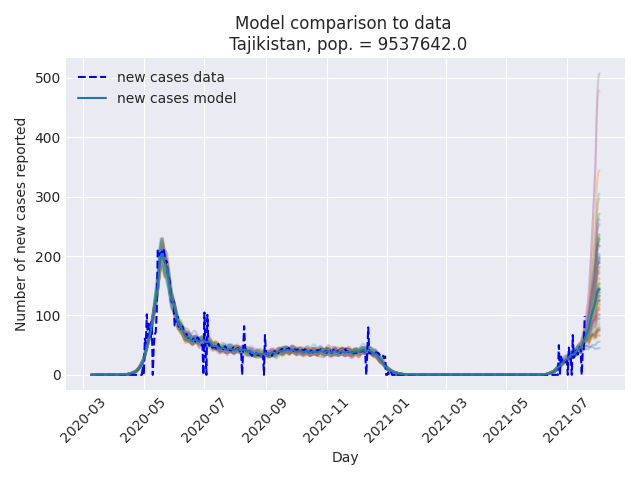 Model comparison to data
Tajikistan, pop. = 9537642.0
new cases data
new cases model
Number of new cases reported
500
400
300
200
100
0
2020-03
2020-05
2020-07
2020-09
2020-11
2021-01
2021-03
2021-05
2021-07
Day